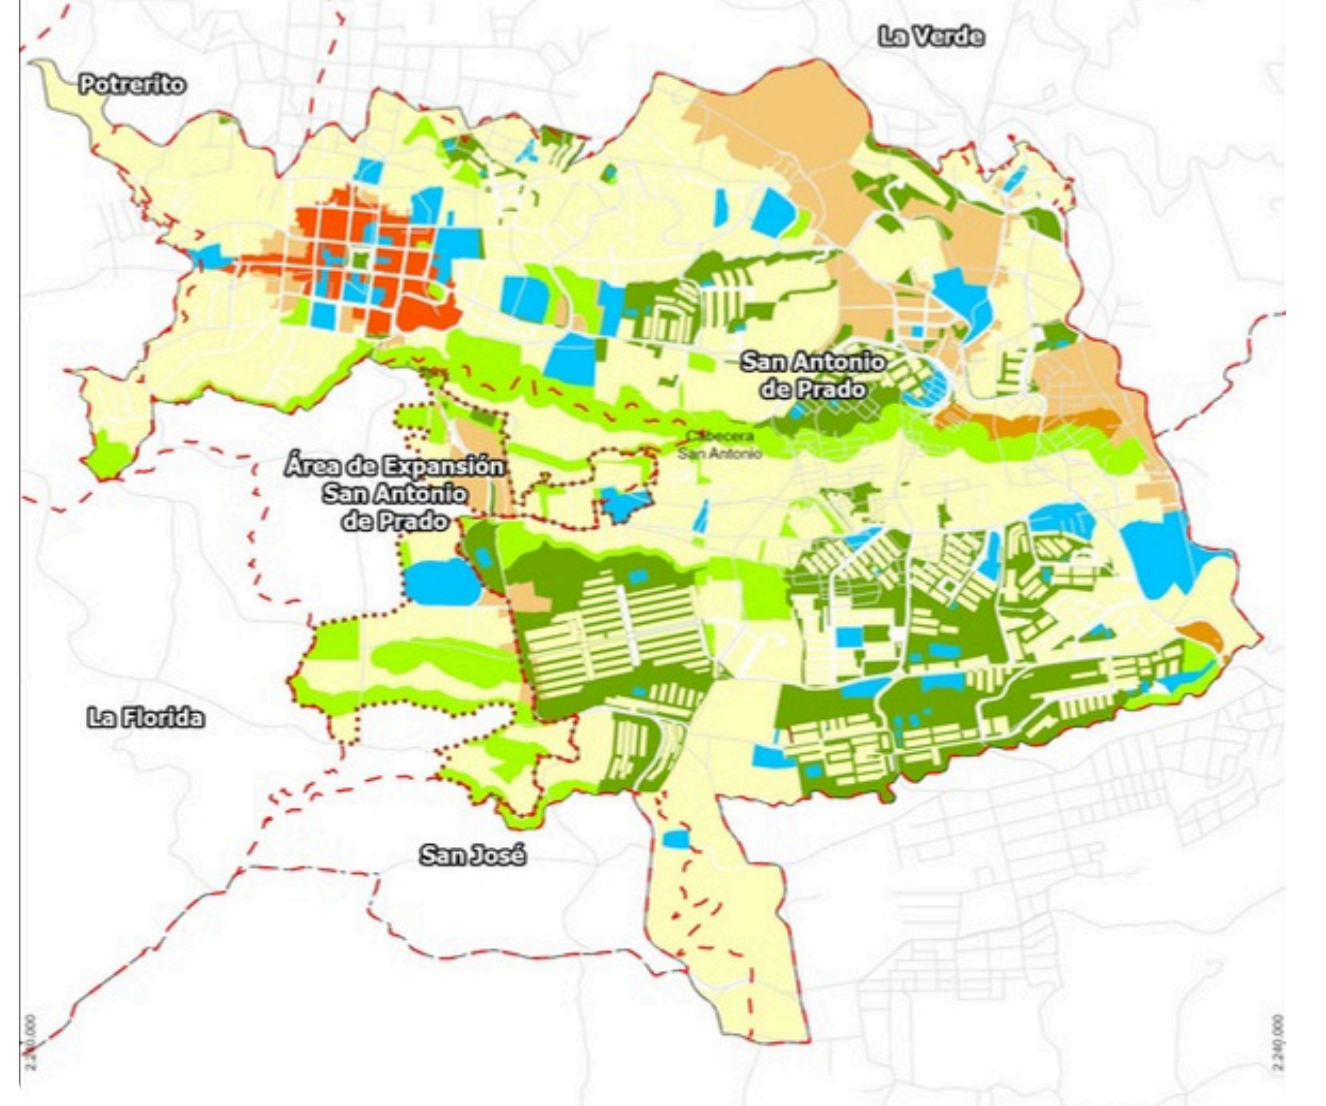 La Verde
Potrerito
San Antonio
de Prado
Cabecera
San Antonio
Área de Expansión
San Antonio
de Prado
La Florida
San José
2.240.000
2.240.000